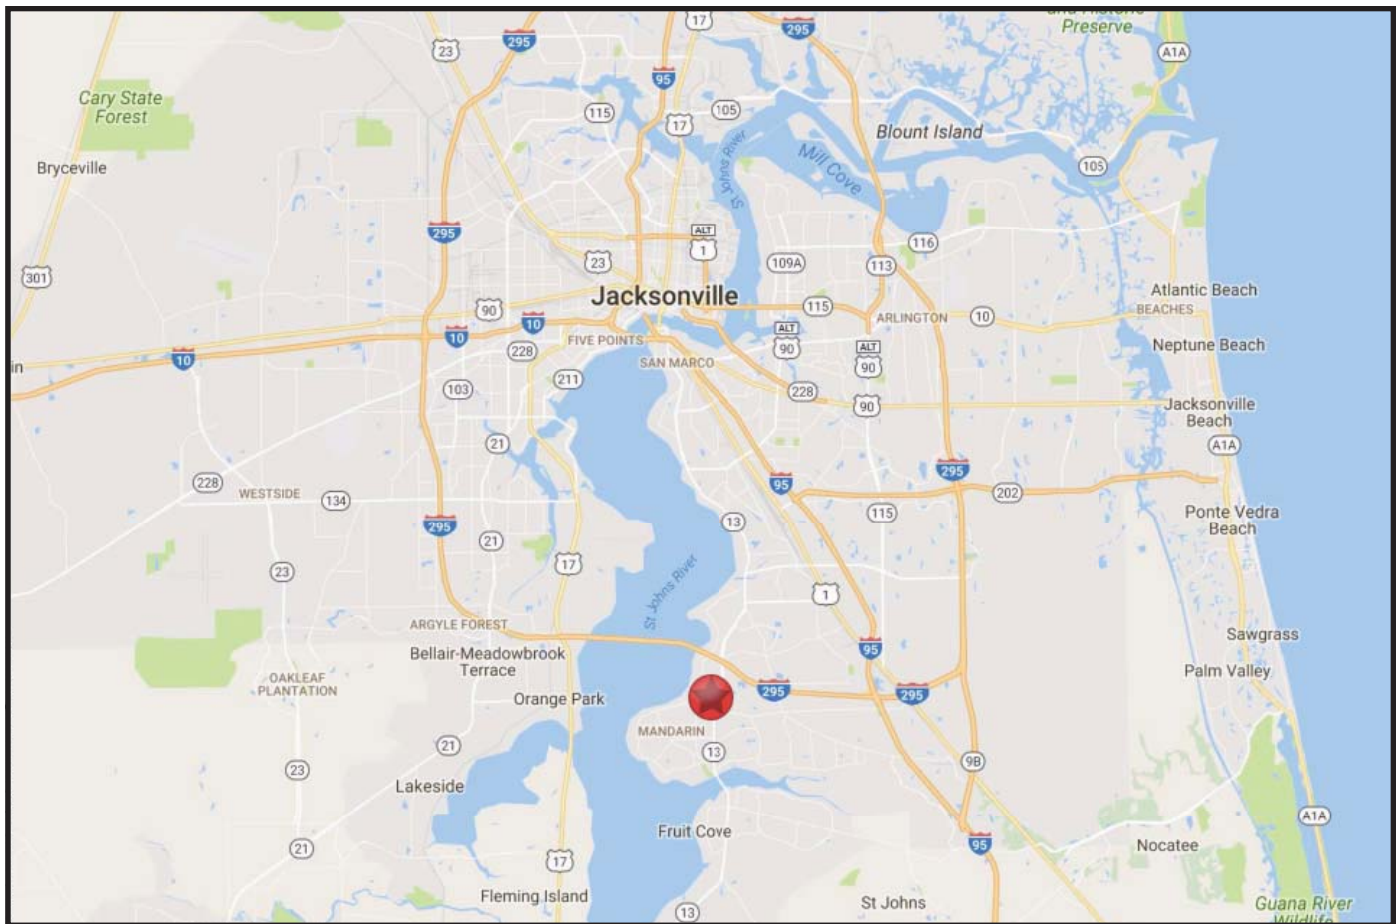 and Historic
Preserve
17
295
295
23
A1A
95
Cary State
Forest
115
105
17
Blount Island
Mill Cove
St Johns River
105
Bryceville
295
ALT
1
116
23
109A
113
301
Jacksonville
Atlantic Beach
90
115
ARLINGTON
10
BEACHES
10
10
ALT
90
FIVE POINTS
ALT
90
Neptune Beach
10
228
SAN MARCO
in
211
103
228
90
Jacksonville
Beach
21
A1A
295
228
95
WESTSIDE
134
202
13
115
Ponte Vedra
Beach
295
21
17
23
St Johns River
1
ARGYLE FOREST
Sawgrass
95
Bellair-Meadowbrook
Terrace
Palm Valley
OAKLEAF
PLANTATION
Orange Park
295
295
MANDARIN
21
13
9B
23
Lakeside
A1A
Fruit Cove
95
Nocatee
21
17
Fleming Island
St Johns
Guana River
Wildlife
13